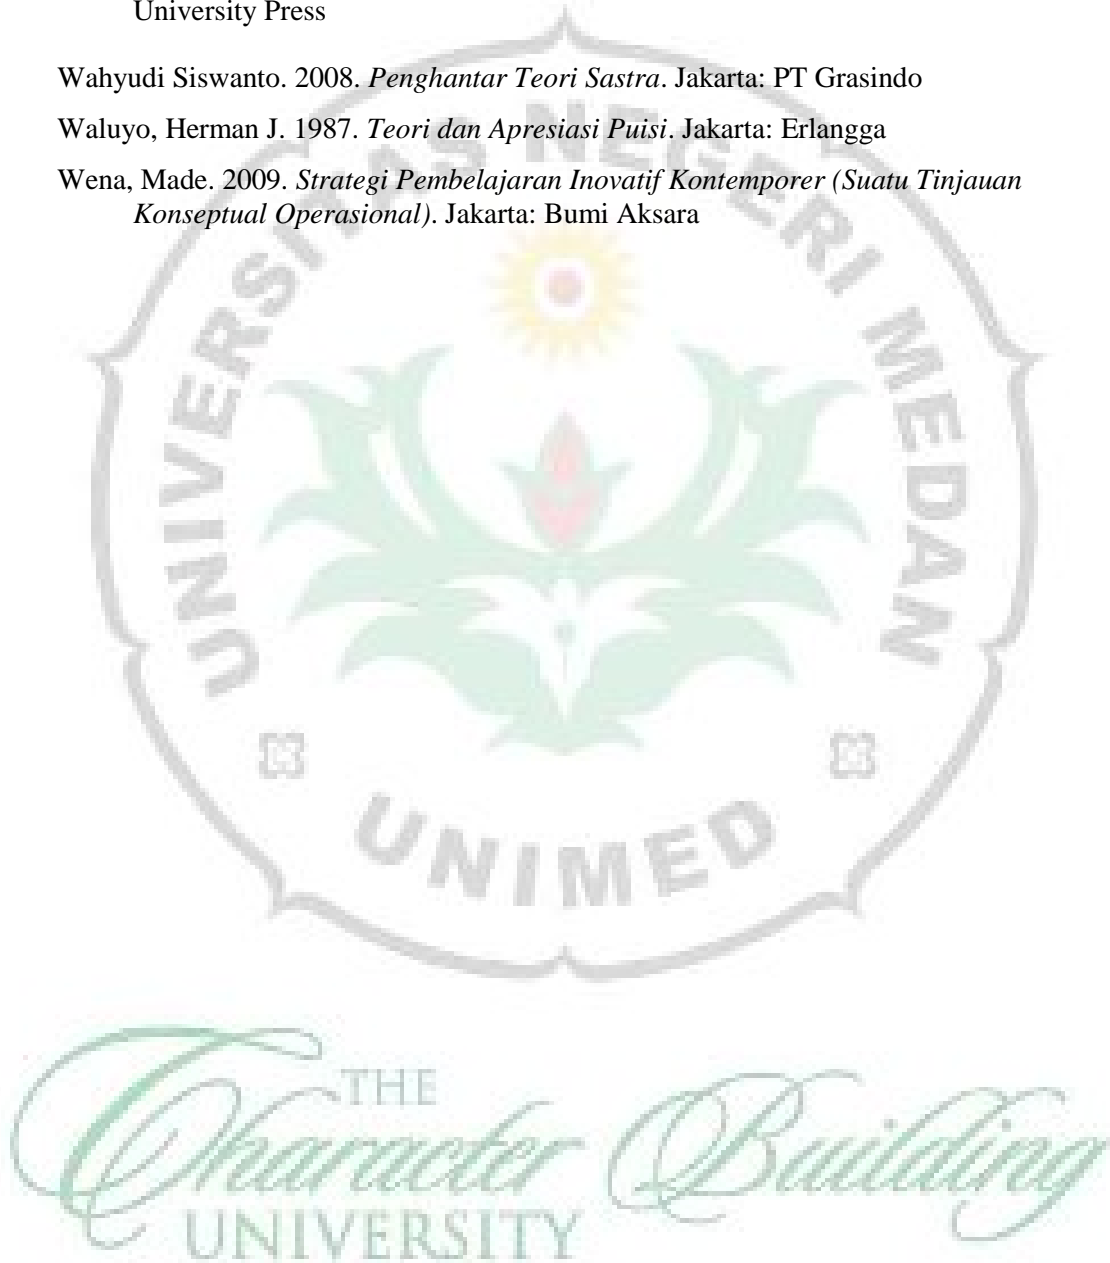 University Press
Wahyudi Siswanto. 2008. Penghantar Teori Sastra. Jakarta: PT Grasindo
Waluyo, Herman J. 1987. Teori dan Apresiasi Puisi. Jakarta: Erlangga
Wena, Made. 2009. Strategi Pembelajaran Inovatif Kontemporer (Suatu Tinjauan
Konseptual Operasional). Jakarta: Bumi Aksara
UNIVERSITAS NEGERI MEDAN
UNIMED
THE
Character Building
UNIVERSITY